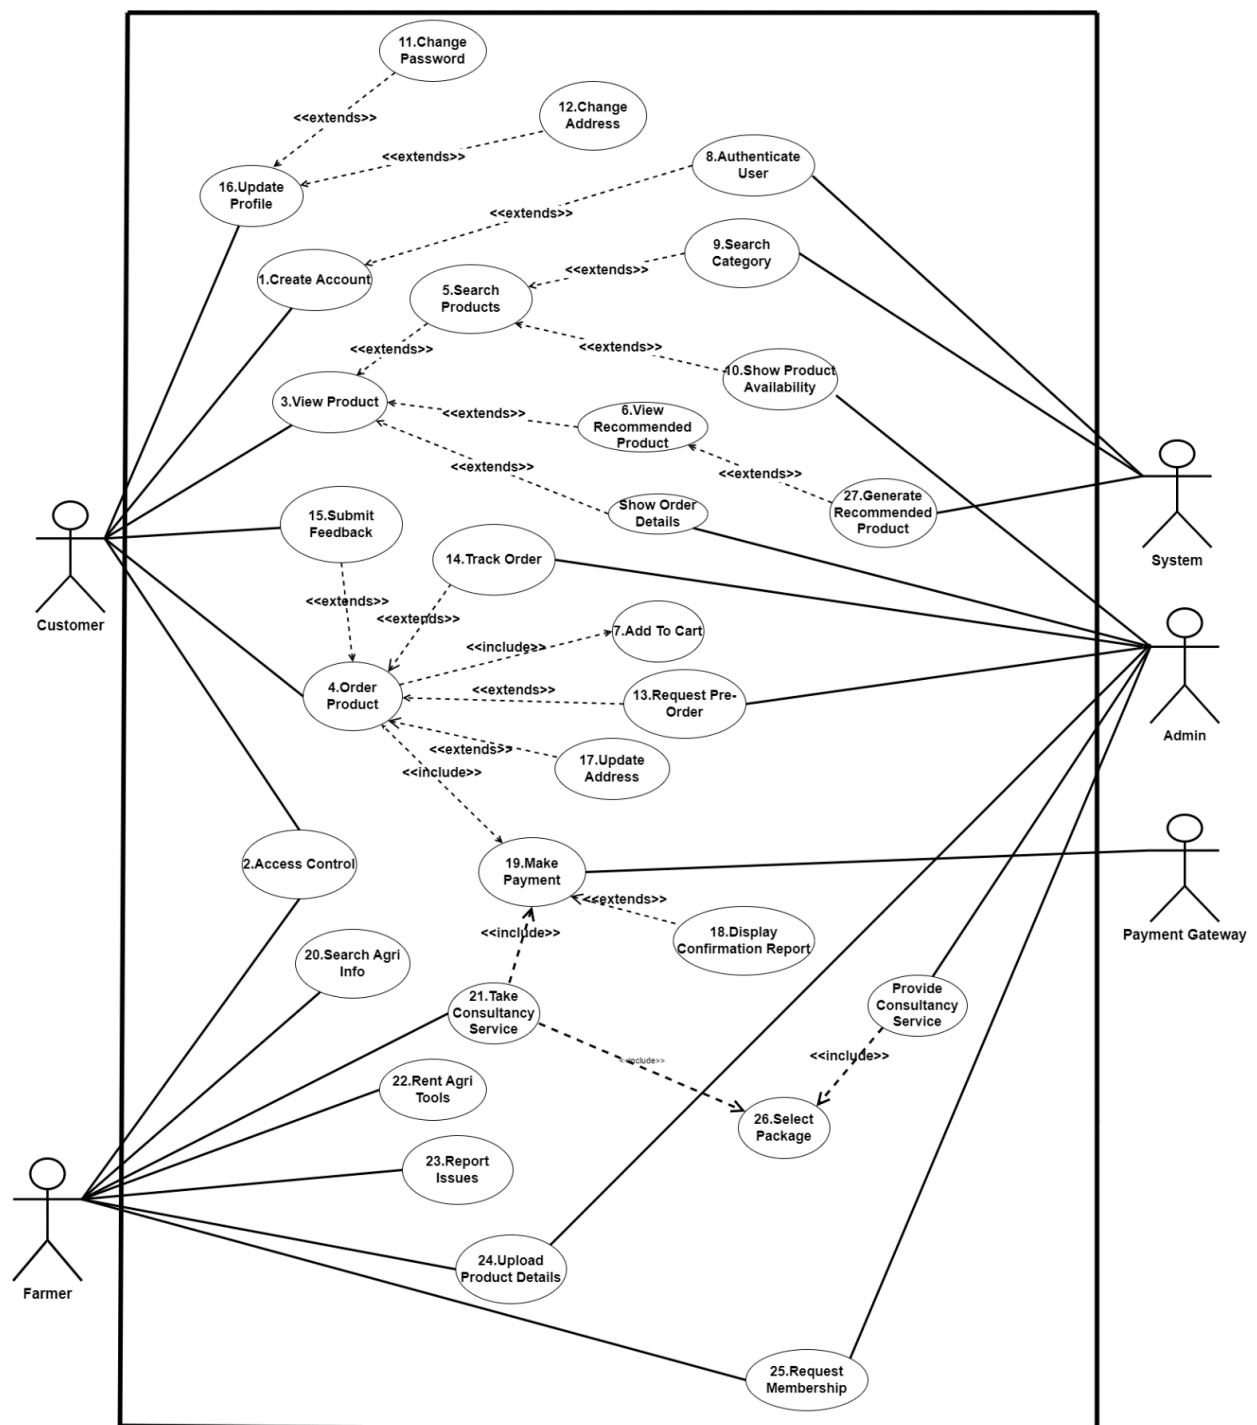 11.Change
Password
<<extends>>
12.Change
Address
<<extends>>
8.Authenticate
User
16.Update
Profile
<<extends>>
9.Search
Category
<<extends>>
1.Create Account
5.Search
Products
<<extends>>
<<extends>>
10.Show Product
Availability
3.View Product
<<extends>>
6.View
Recommended
Product
<<extends>>
<<extends>>
27.Generate
Recommended
Product
Show Order
Details
15.Submit
Feedback
14.Track Order
System
Customer
<<extends>>
<<extends>>
7.Add To Cart
<<include>>
4.Order
Product
<<extends>>
13.Request Pre-
Order
Admin
<<extends>>
<<include>>
17.Update
Address
2.Access Control
19.Make
Payment
<<extends>>
18.Display
Confirmation Report
Payment Gateway
<<include>>
20.Search Agri
Info
21.Take
Consultancy
Service
Provide
Consultancy
Service
<<include>>
<<include>>
22.Rent Agri
Tools
26.Select
Package
23.Report
Issues
24.Upload
Product Details
Farmer
25.Request
Membership